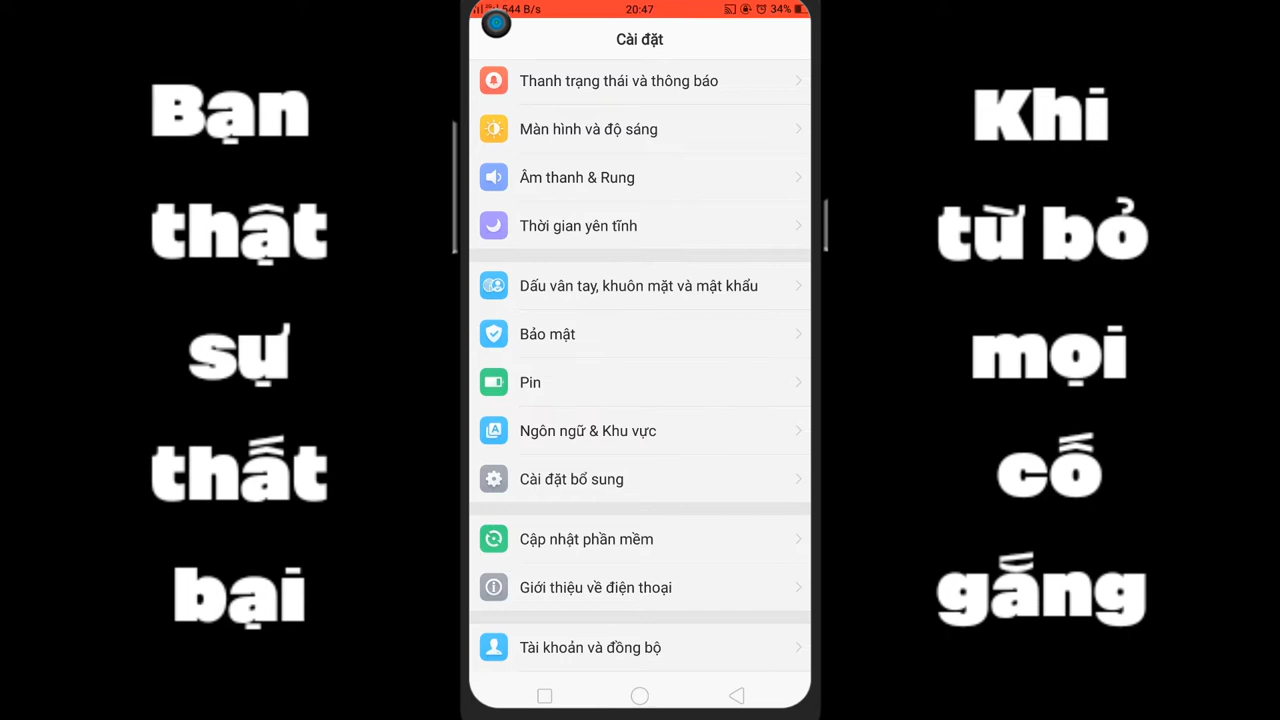 Bạn
thật
sự
thất
bại
544 B/s
20:47
34%
Cài đặt
Thanh trạng thái và thông báo
Màn hình và độ sáng
Âm thanh & Rung
Thời gian yên tĩnh
Dấu vân tay, khuôn mặt và mật khẩu
Bảo mật
Pin
Ngôn ngữ & Khu vực
Cài đặt bổ sung
Cập nhật phần mềm
Giới thiệu về điện thoại
Tài khoản và đồng bộ
Khi
từ bỏ
mọi
cố
gắng